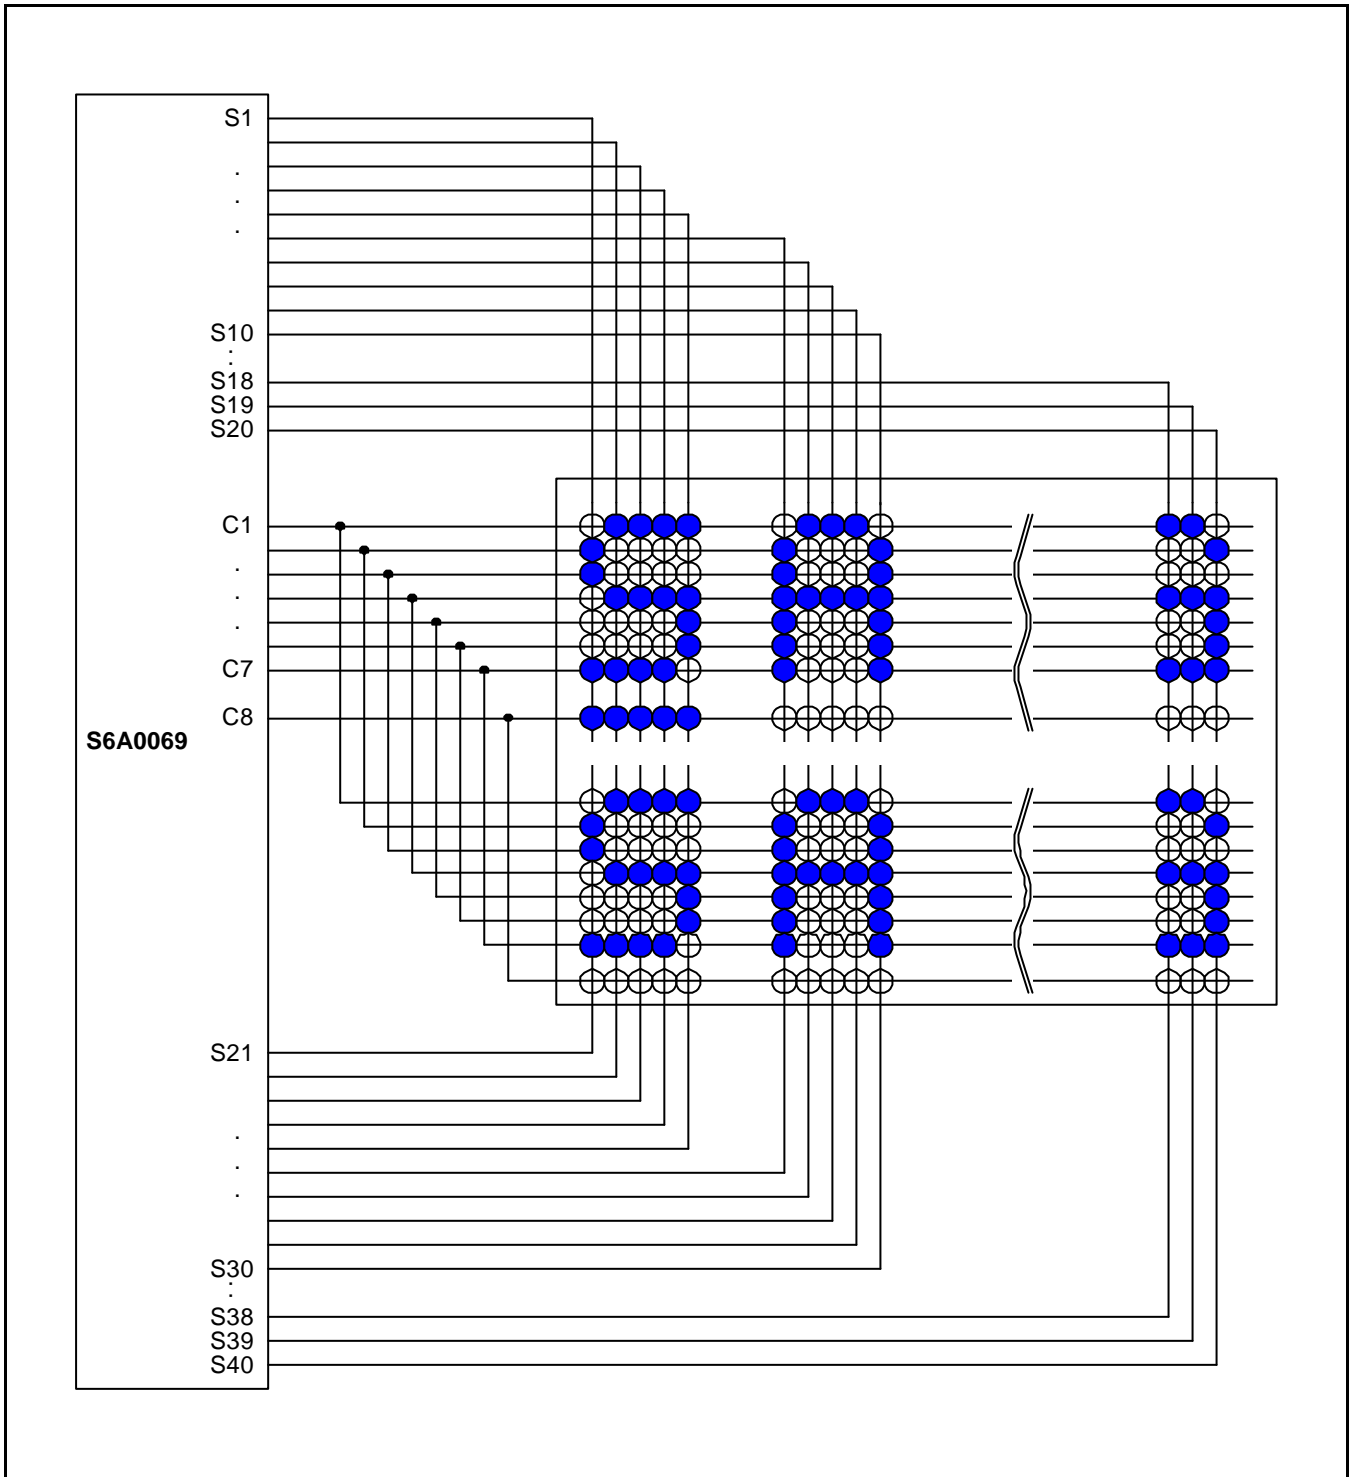 S1
.
.
.
S10
:
S18
S19
S20
C1
.
.
.
C7
C8
S6A0069
S21
.
.
.
S30
:
S38
S39
S40